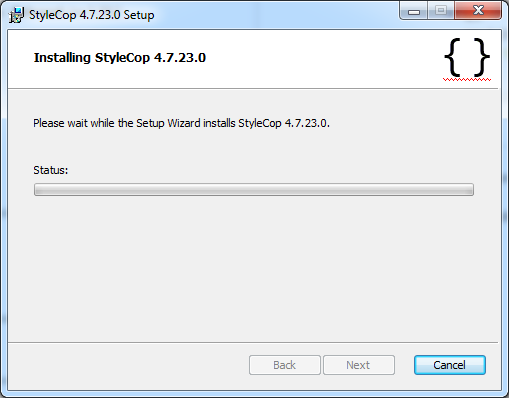 StyleCop 4.7.23.0 Setup
Installing StyleCop 4.7.23.0
{ }
Please wait while the Setup Wizard installs StyleCop 4.7.23.0.
Status:
Back Next Cancel